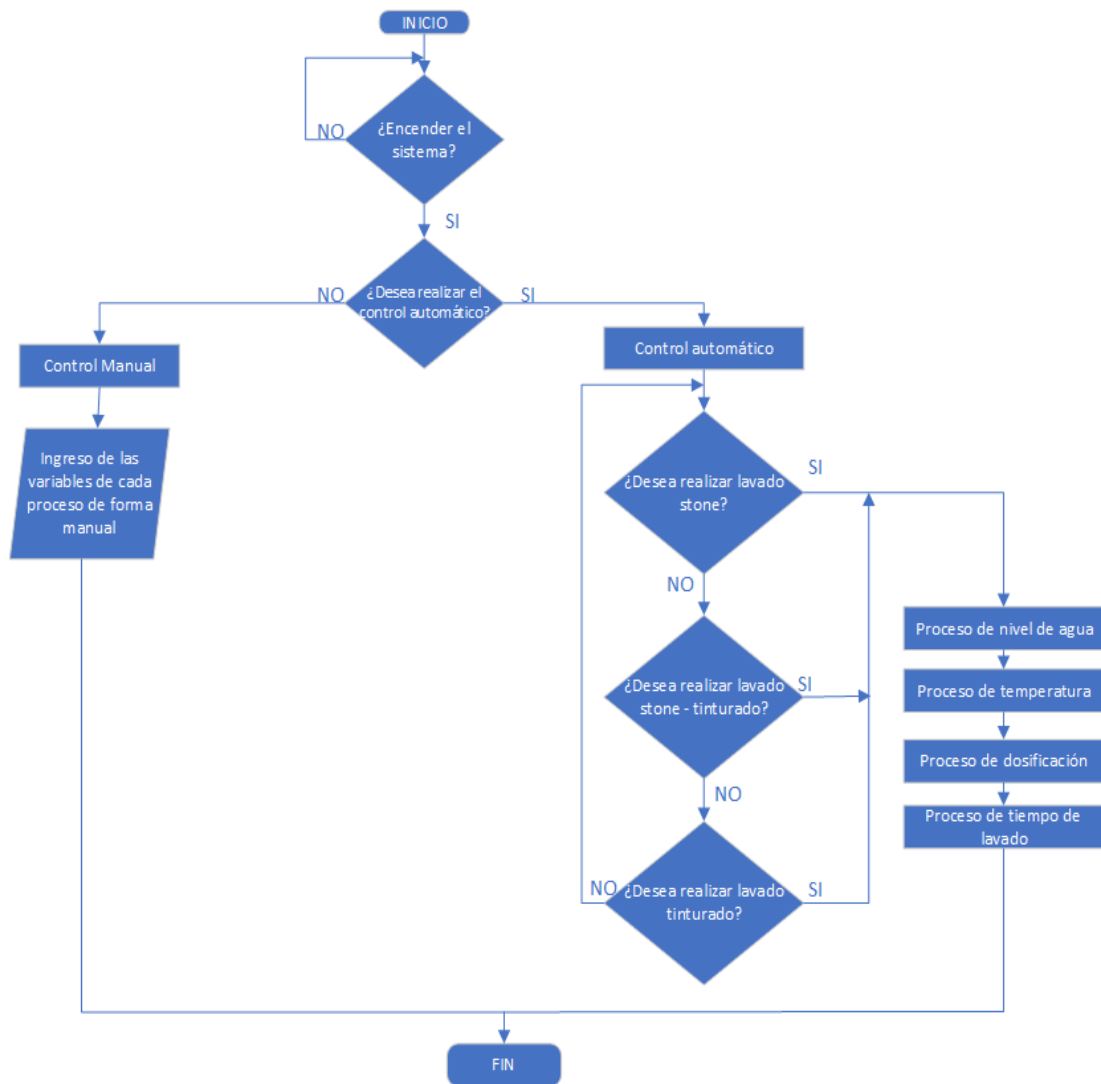 INICIO
¿Encender el
sistema?
NO
SI
¿Desea realizar el
control automático?
NO
SI
Control Manual
Ingreso de las
variables de cada
proceso de forma
manual
Control automático
¿Desea realizar lavado
stone?
SI
NO
¿Desea realizar lavado
stone - tinturado?
SI
NO
¿Desea realizar lavado
tinturado?
NO
SI
Proceso de nivel de agua
Proceso de temperatura
Proceso de dosificación
Proceso de tiempo de
lavado
FIN